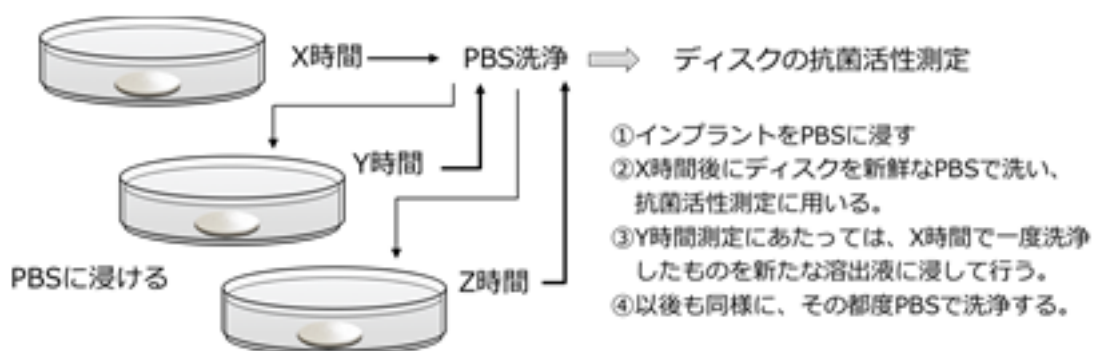 X時間
PBS洗浄
ディスクの抗菌活性測定
Y時間
Z時間
PBSに浸ける
①インプラントをPBSに浸す
②X時間後にディスクを新鮮なPBSで洗い、
抗菌活性測定に用いる。
③Y時間測定にあたっては、X時間で一度洗浄
したものを新たな溶出液に浸して行う。
④以後も同様に、その都度PBSで洗浄する。